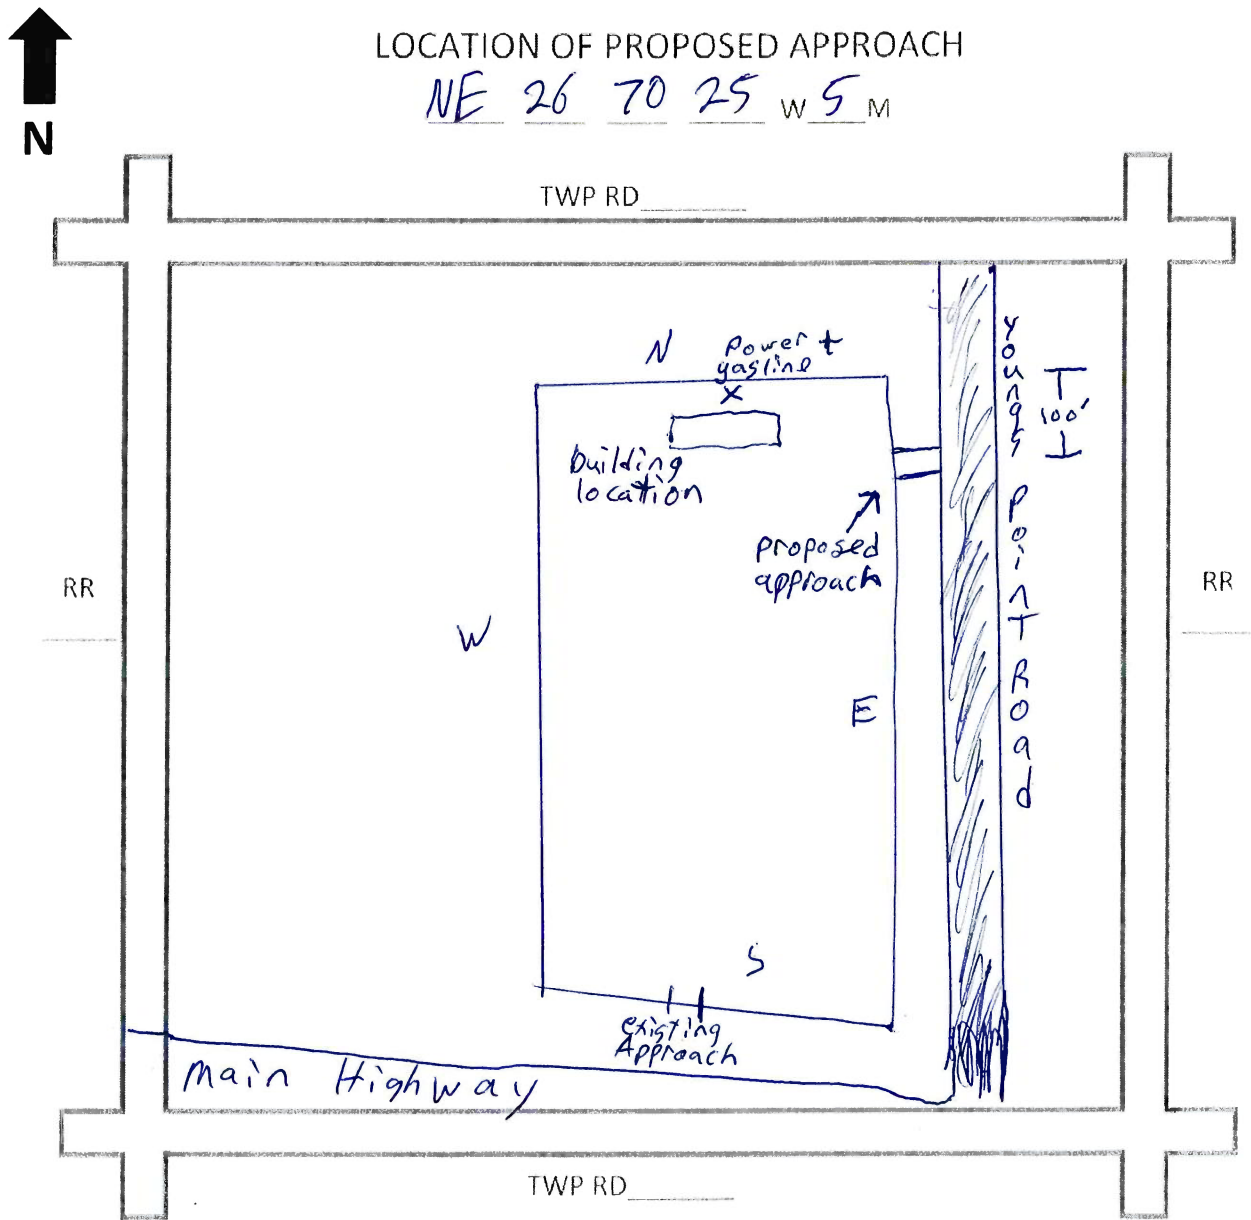 LOCATION OF PROPOSED APPROACH
NE 26 70 25 W 5 M
N
TWP RD
N
Power +
gasline
X
building
location
Youngs Point Road
100'
proposed
approach
RR
RR
W
E
S
existing
Approach
Main Highway
TWP RD